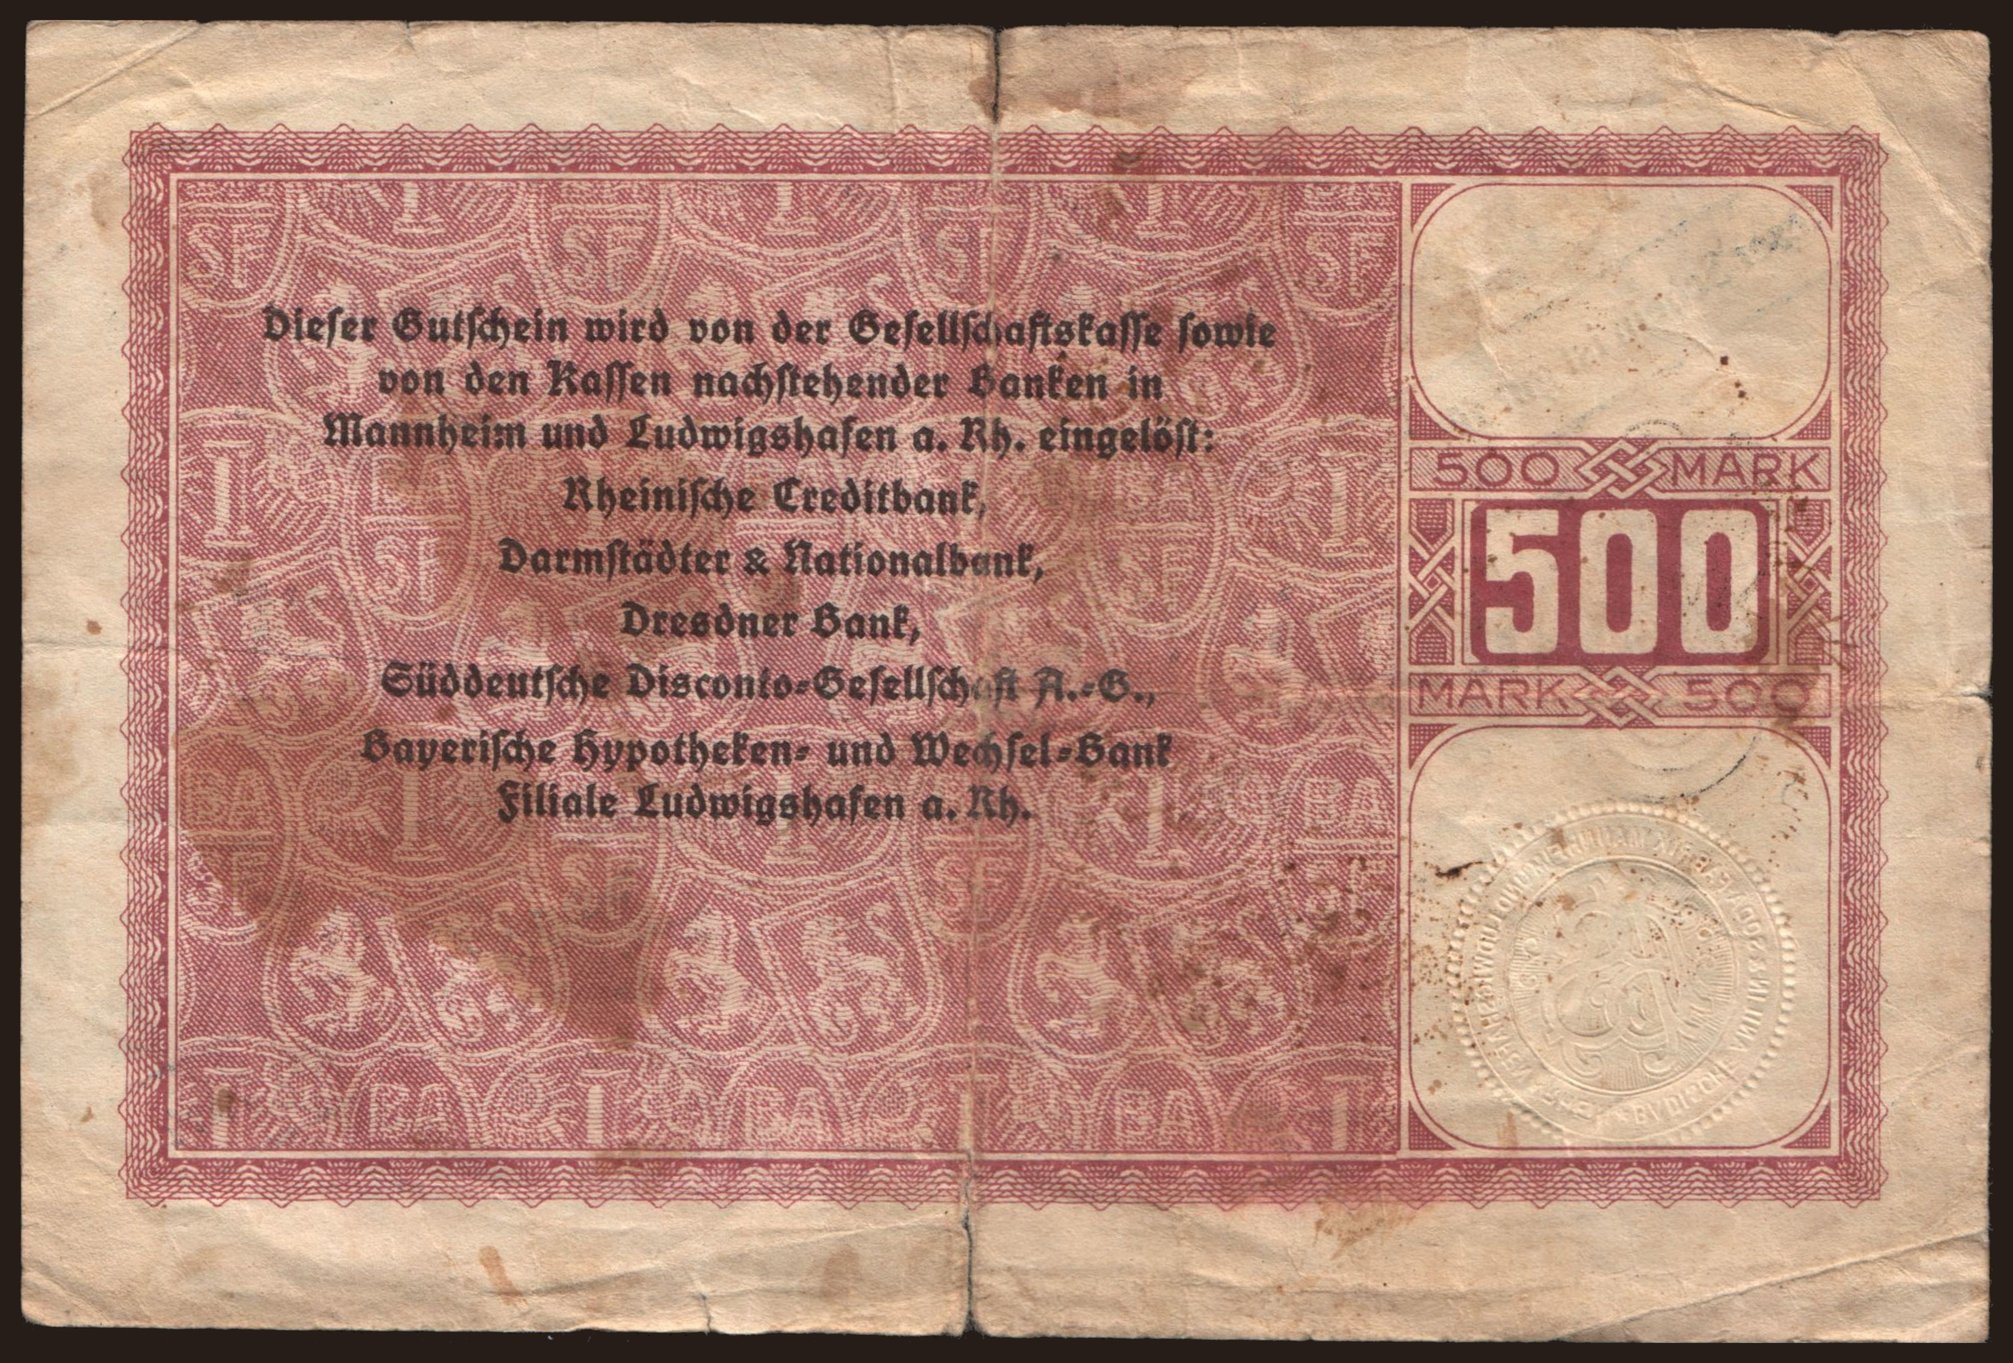 Dieser Gutschein wird von der Gesellschaftskasse sowie
von den Kassen nachstehender Banken in
Mannheim und Ludwigshafen a. Rh. eingelöst:
Rheinische Creditbank,
Darmstädter & Nationalbank,
Dresdner Bank,
Süddeutsche Disconto-Gesellschaft A.-G.,
Bayerische Hypotheken- und Wechsel-Bank
Filiale Ludwigshafen a. Rh.
500 MARK
500
MARK 500